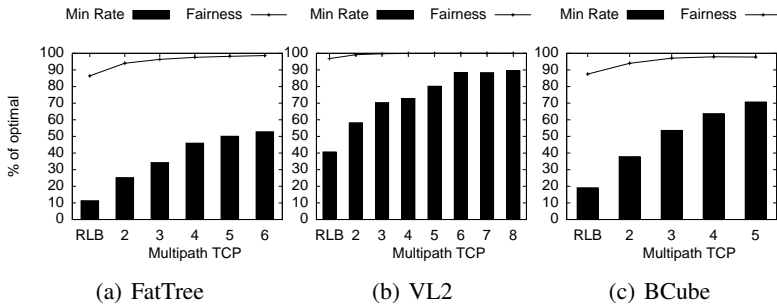 Min Rate Fairness
% of optimal
100
90
80
70
60
50
40
30
20
10
0
RLB 2 3 4 5 6
Multipath TCP
(a) FatTree
Min Rate Fairness
100
90
80
70
60
50
40
30
20
10
0
RLB 2 3 4 5 6 7 8
Multipath TCP
(b) VL2
Min Rate Fairness
100
90
80
70
60
50
40
30
20
10
0
RLB 2 3 4 5
Multipath TCP
(c) BCube